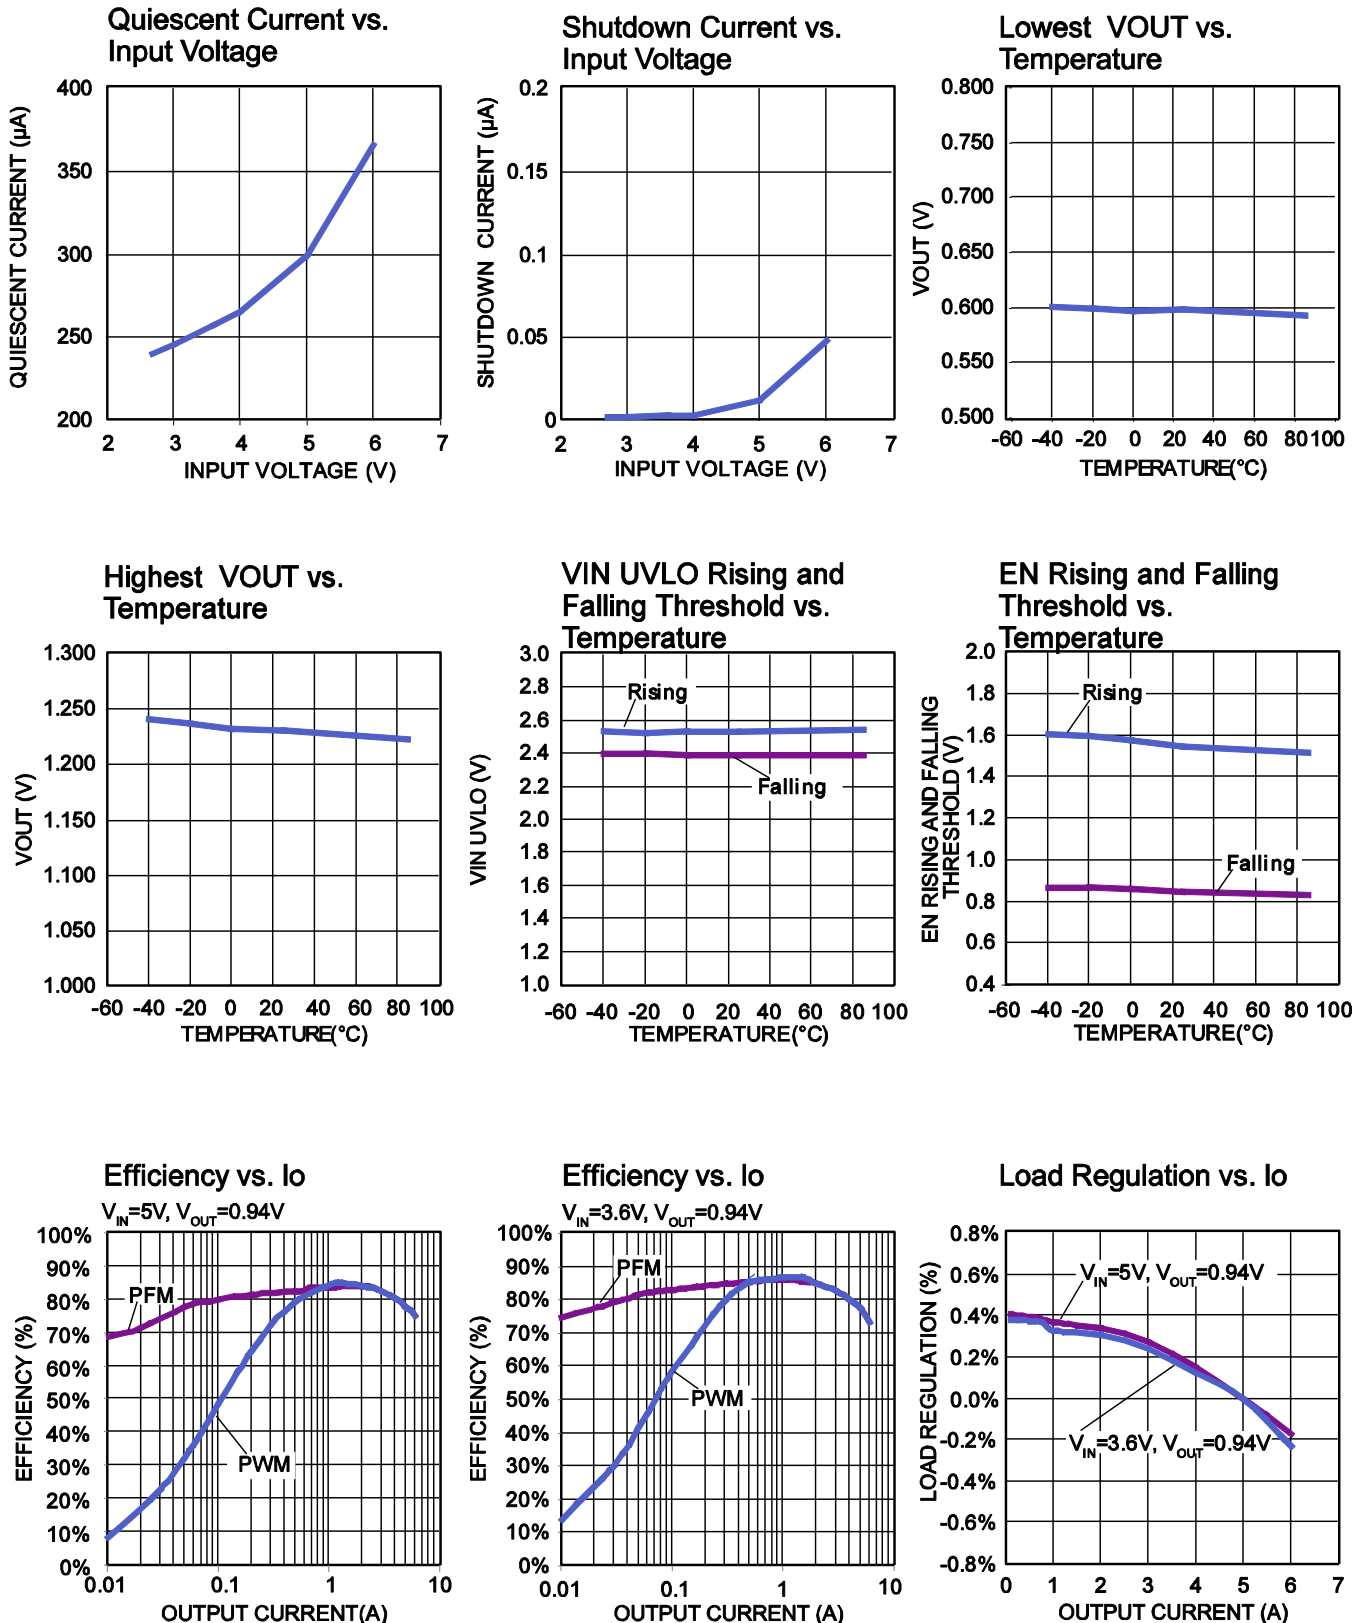 Quiescent Current vs.
Input Voltage
QUIESCENT CURRENT (µA)
400
350
300
250
200
2 3 4 5 6 7
INPUT VOLTAGE (V)
Shutdown Current vs.
Input Voltage
SHUTDOWN CURRENT (µA)
0.2
0.15
0.1
0.05
0
2 3 4 5 6 7
INPUT VOLTAGE (V)
Lowest VOUT vs.
Temperature
VOUT (V)
0.800
0.750
0.700
0.650
0.600
0.550
0.500
-60 -40 -20 0 20 40 60 80 100
TEMPERATURE(°C)
Highest VOUT vs.
Temperature
VOUT (V)
1.300
1.250
1.200
1.150
1.100
1.050
1.000
-60 -40 -20 0 20 40 60 80 100
TEMPERATURE(°C)
VIN UVLO Rising and
Falling Threshold vs.
Temperature
VIN UVLO (V)
3.0
2.8
2.6
2.4
2.2
2.0
1.8
1.6
1.4
1.2
1.0
Rising
Falling
-60 -40 -20 0 20 40 60 80 100
TEMPERATURE(°C)
EN Rising and Falling
Threshold vs.
Temperature
EN RISING AND FALLING
THRESHOLD (V)
2.0
1.8
1.6
1.4
1.2
1.0
0.8
0.6
0.4
Rising
Falling
-60 -40 -20 0 20 40 60 80 100
TEMPERATURE(°C)
Efficiency vs. Io
VIN=5V, VOUT=0.94V
EFFICIENCY (%)
100%
90%
80%
70%
60%
50%
40%
30%
20%
10%
0%
PFM
PWM
0.01 0.1 1 10
OUTPUT CURRENT(A)
Efficiency vs. Io
VIN=3.6V, VOUT=0.94V
EFFICIENCY (%)
100%
90%
80%
70%
60%
50%
40%
30%
20%
10%
0%
PFM
PWM
0.01 0.1 1 10
OUTPUT CURRENT(A)
Load Regulation vs. Io
LOAD REGULATION (%)
0.8%
0.6%
0.4%
0.2%
0.0%
-0.2%
-0.4%
-0.6%
-0.8%
VIN=5V, VOUT=0.94V
VIN=3.6V, VOUT=0.94V
0 1 2 3 4 5 6 7
OUTPUT CURRENT (A)